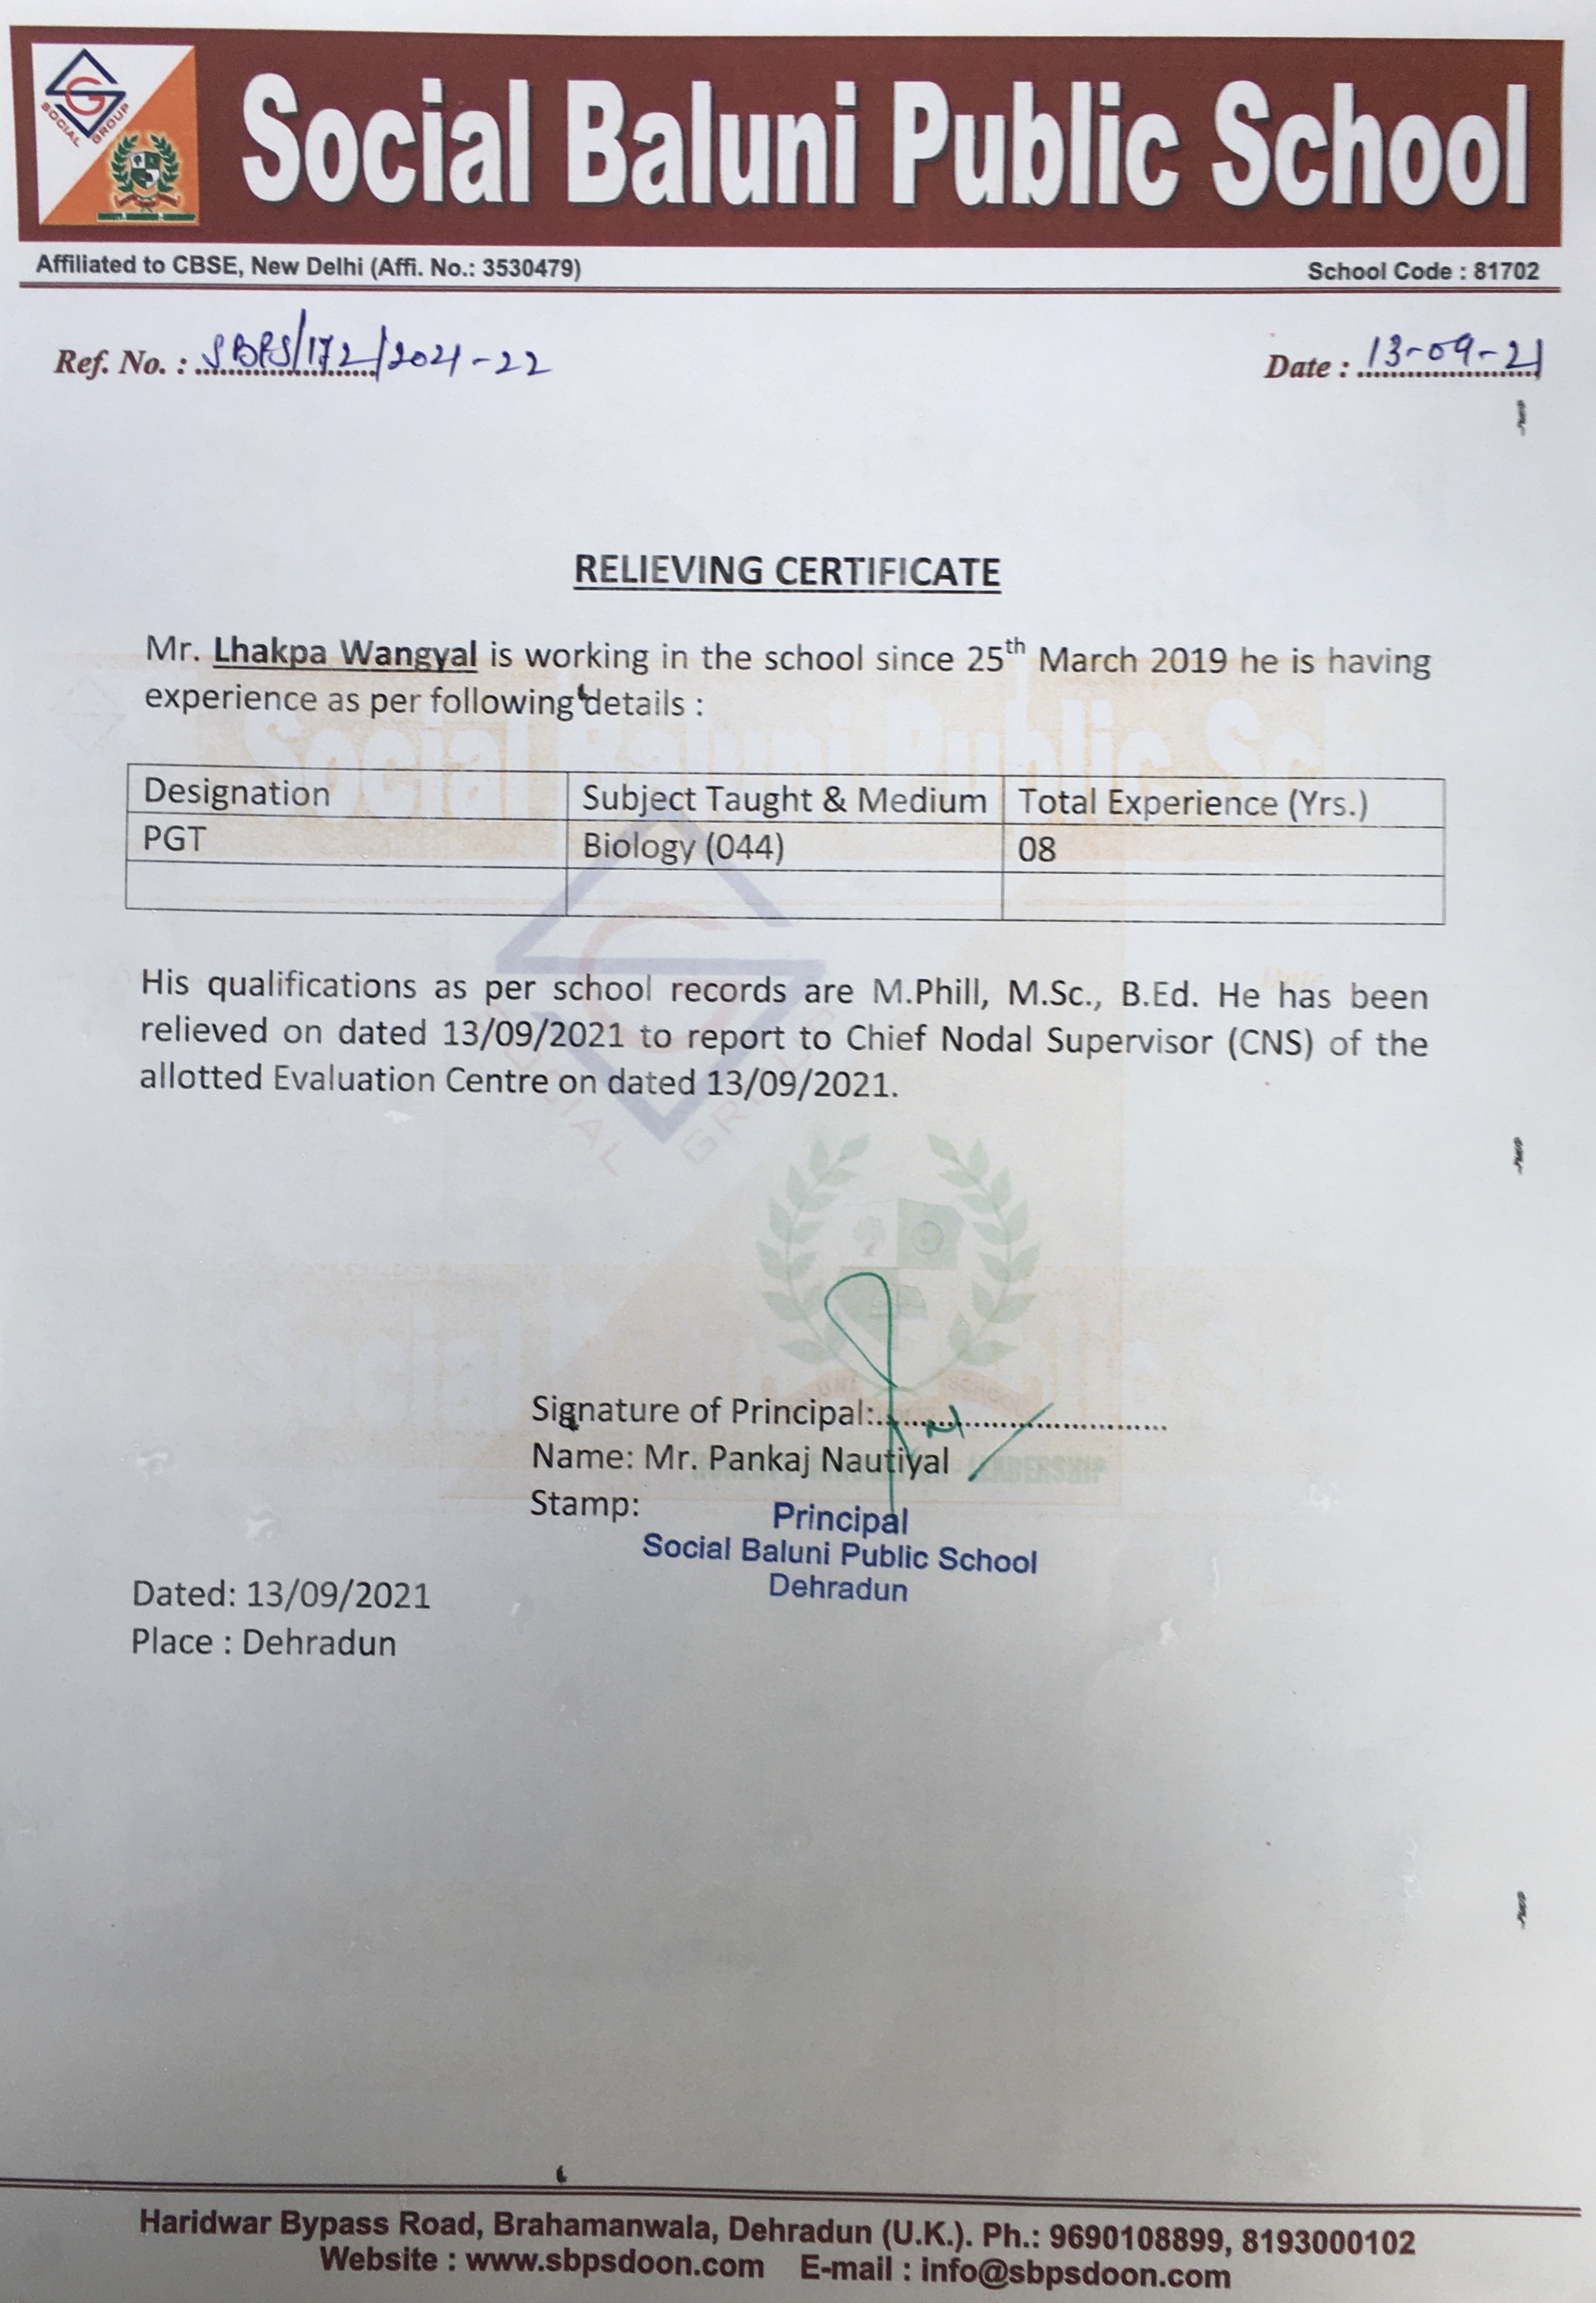 SOCIAL GROUP
Social Baluni Public School
Affiliated to CBSE, New Delhi (Affi. No.: 3530479) School Code : 81702
Ref. No. : SBPS/172/2021-22 Date : 13-09-21
RELIEVING CERTIFICATE
Mr. Lhakpa Wangyal is working in the school since 25th March 2019 he is having
experience as per following details :
Designation Subject Taught & Medium Total Experience (Yrs.)
PGT Biology (044) 08
His qualifications as per school records are M.Phill, M.Sc., B.Ed. He has been
relieved on dated 13/09/2021 to report to Chief Nodal Supervisor (CNS) of the
allotted Evaluation Centre on dated 13/09/2021.
Signature of Principal:
Name: Mr. Pankaj Nautiyal
Stamp:
Principal
Social Baluni Public School
Dehradun
Dated: 13/09/2021
Place : Dehradun
Haridwar Bypass Road, Brahamanwala, Dehradun (U.K.). Ph.: 9690108899, 8193000102
Website : www.sbpsdoon.com E-mail : info@sbpsdoon.com